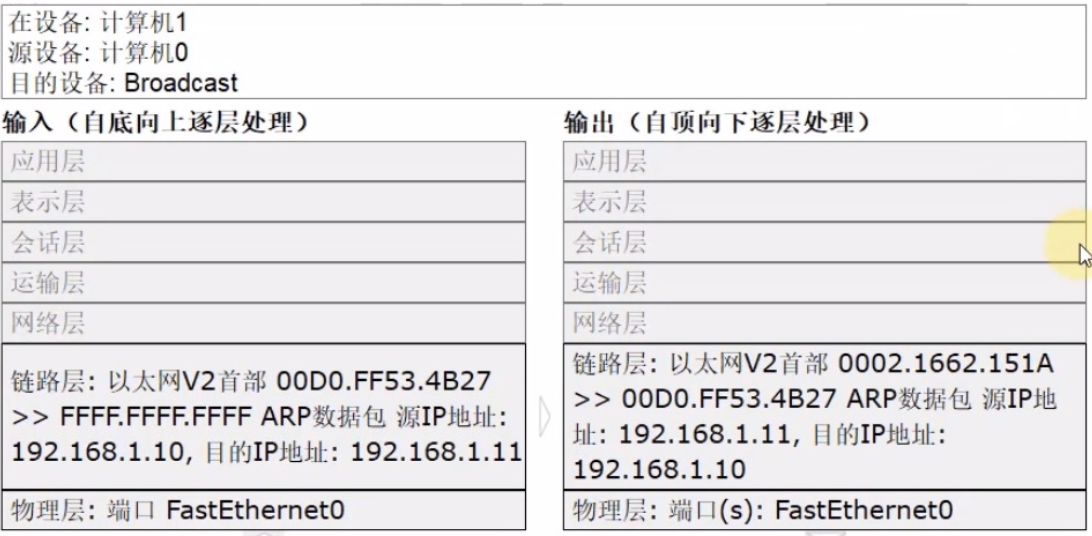 在设备: 计算机1
源设备: 计算机0
目的设备: Broadcast
输入（自底向上逐层处理）
应用层
表示层
会话层
运输层
网络层
链路层: 以太网V2首部 00D0.FF53.4B27
>> FFFF.FFFF.FFFF ARP数据包 源IP地址:
192.168.1.10, 目的IP地址: 192.168.1.11
物理层: 端口 FastEthernet0
输出（自顶向下逐层处理）
应用层
表示层
会话层
运输层
网络层
链路层: 以太网V2首部 0002.1662.151A
>> 00D0.FF53.4B27 ARP数据包 源IP地
址: 192.168.1.11, 目的IP地址:
192.168.1.10
物理层: 端口(s): FastEthernet0